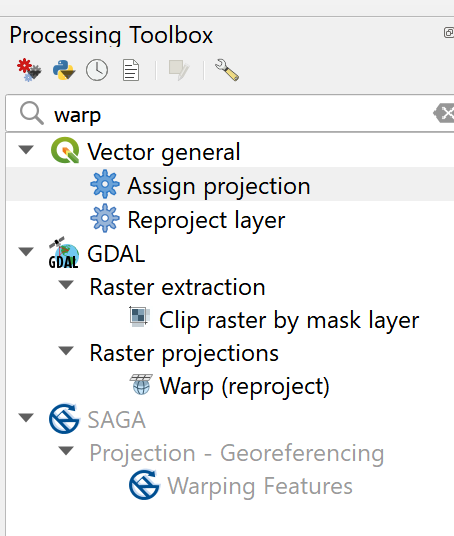 Processing Toolbox
warp
Vector general
Assign projection
Reproject layer
GDAL GDAL
Raster extraction
Clip raster by mask layer
Raster projections
Warp (reproject)
SAGA
Projection - Georeferencing
Warping Features